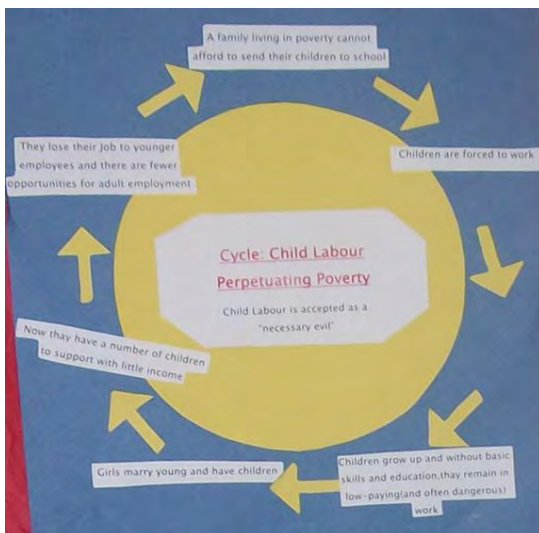 A family living in poverty cannot
afford to send their children to school
Children are forced to work
Children grow up and without basic
skills and education,thay remain in
low-paying(and often dangerous)
work
Girls marry young and have children
Now thay have a number of children
to support with little income
They lose their job to younger
employees and there are fewer
opportunities for adult employment
Cycle: Child Labour
Perpetuating Poverty
Child Labour is accepted as a
"necessary evil"